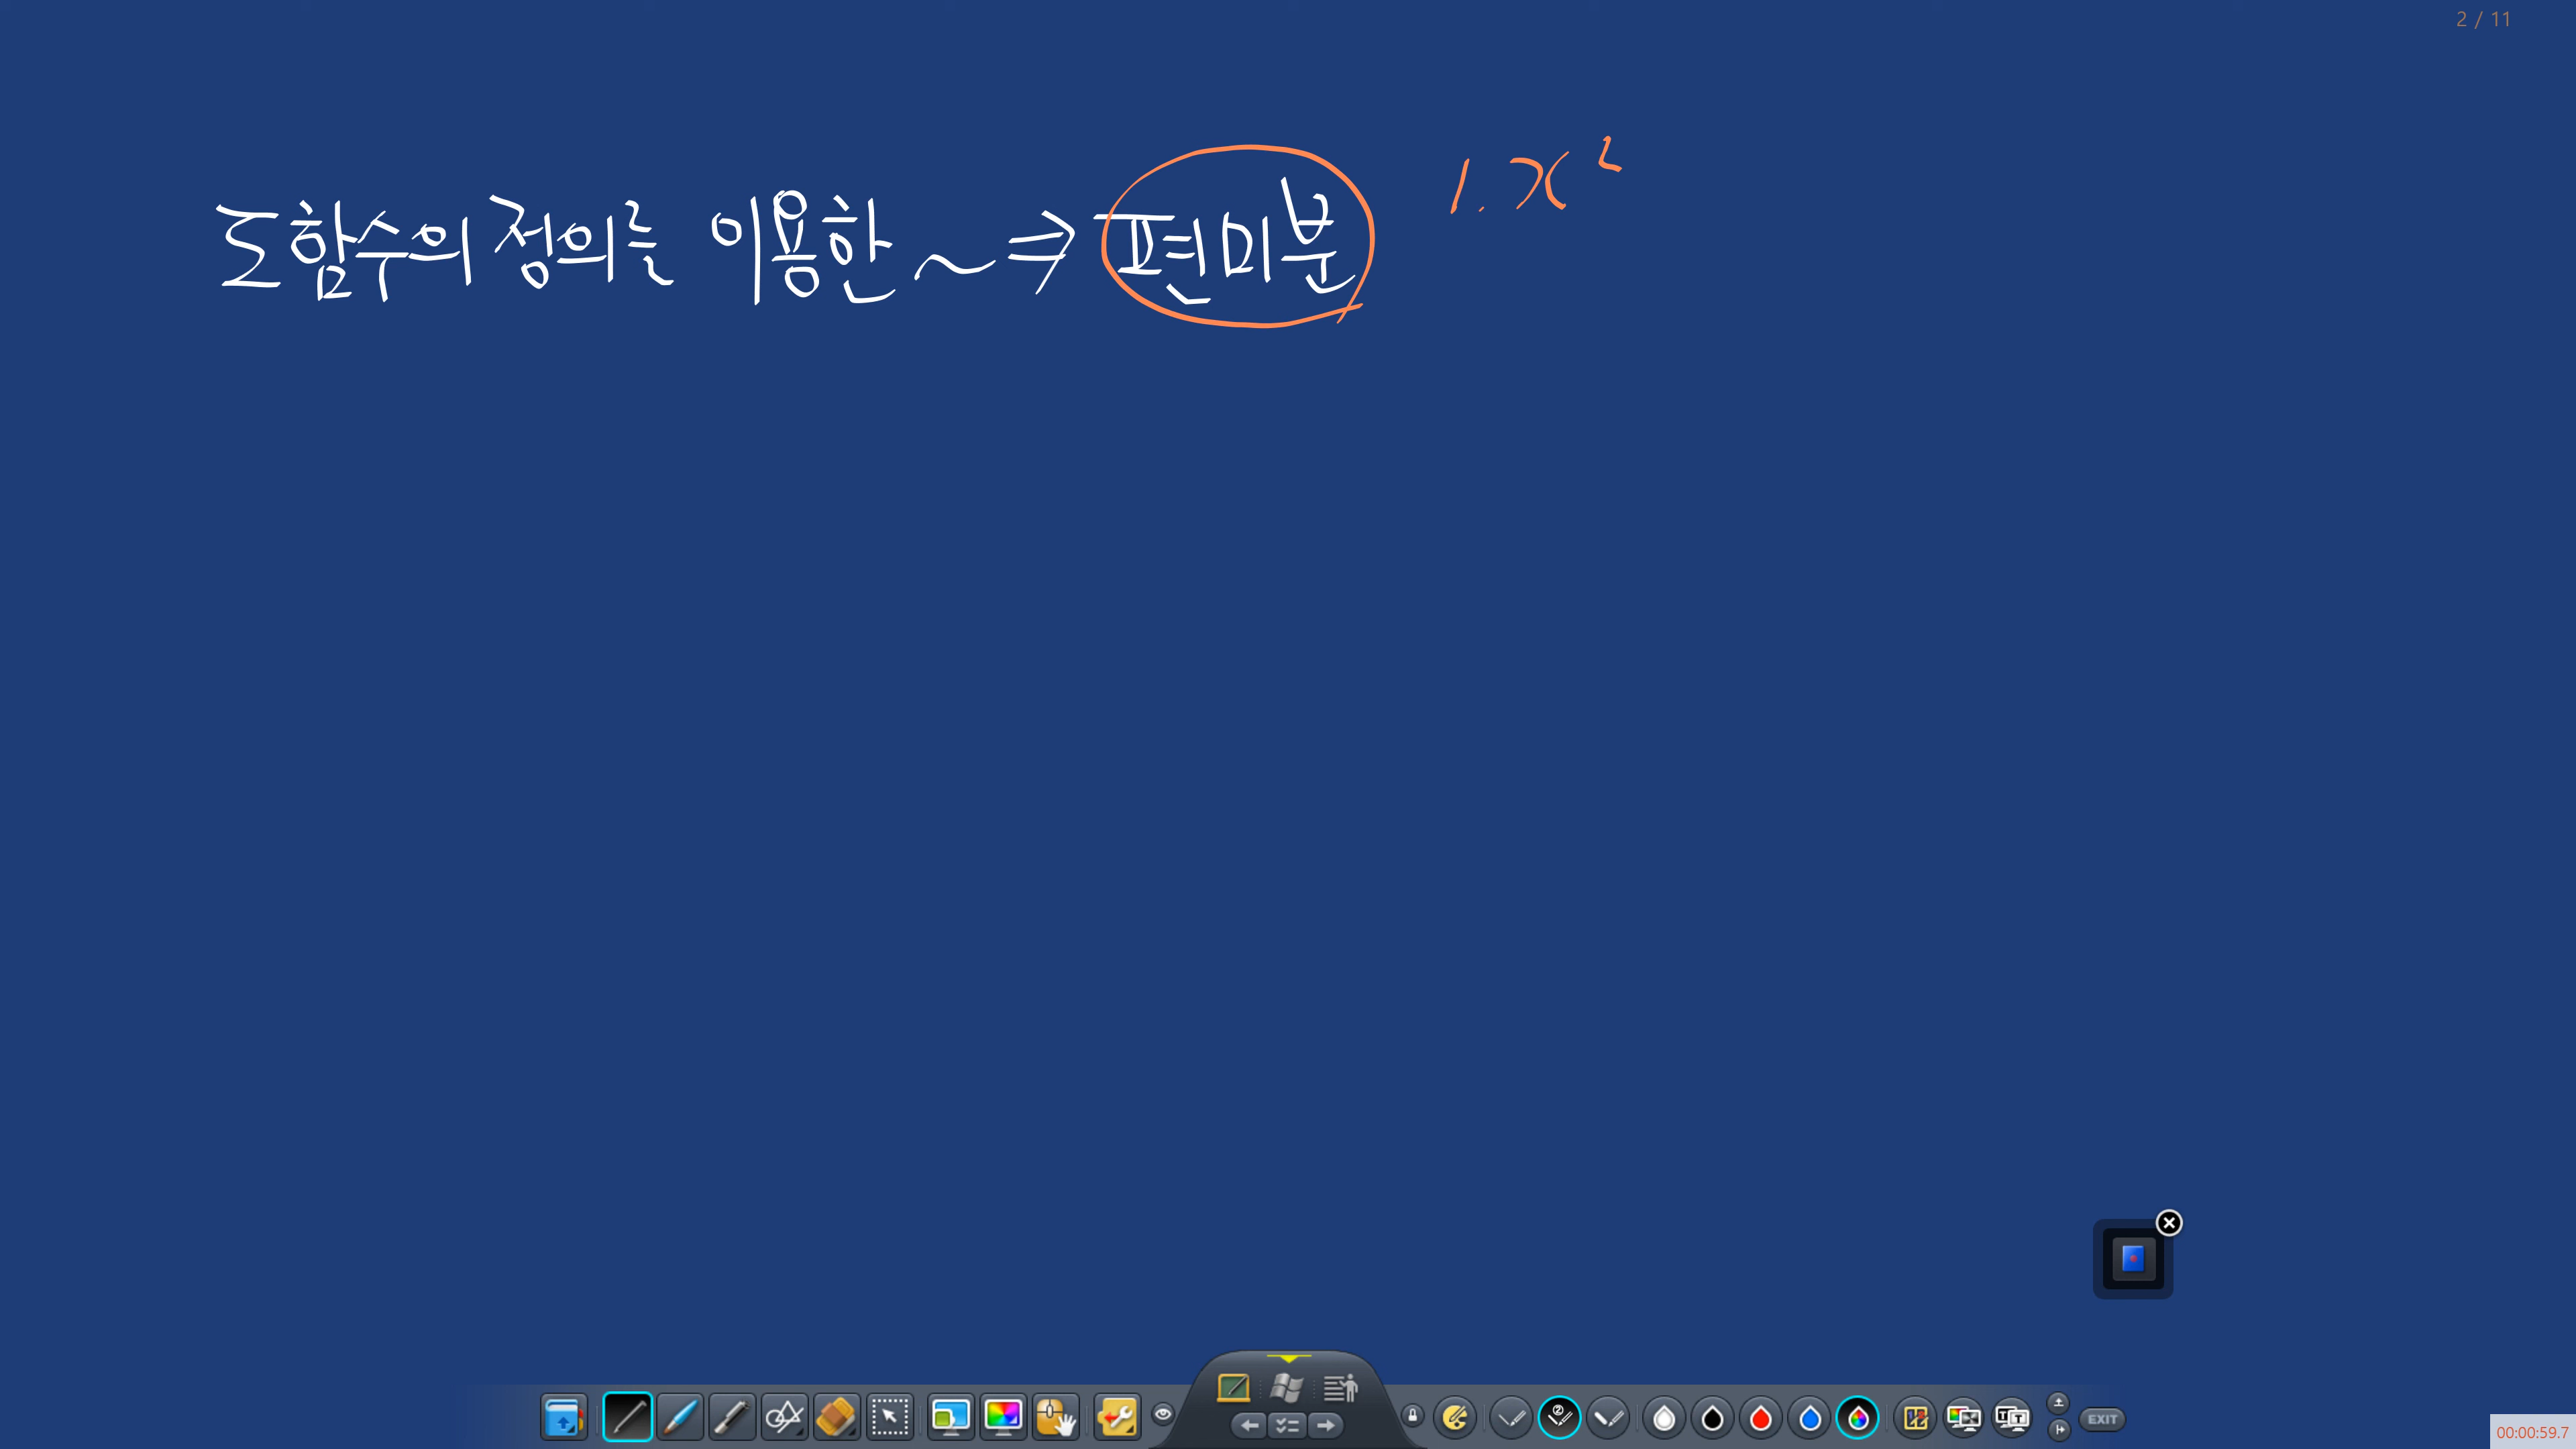 2 / 11
도함수의 정의를 이용한 ~ ⇒ 편미분 1. x²
EXIT
00:00:59.7